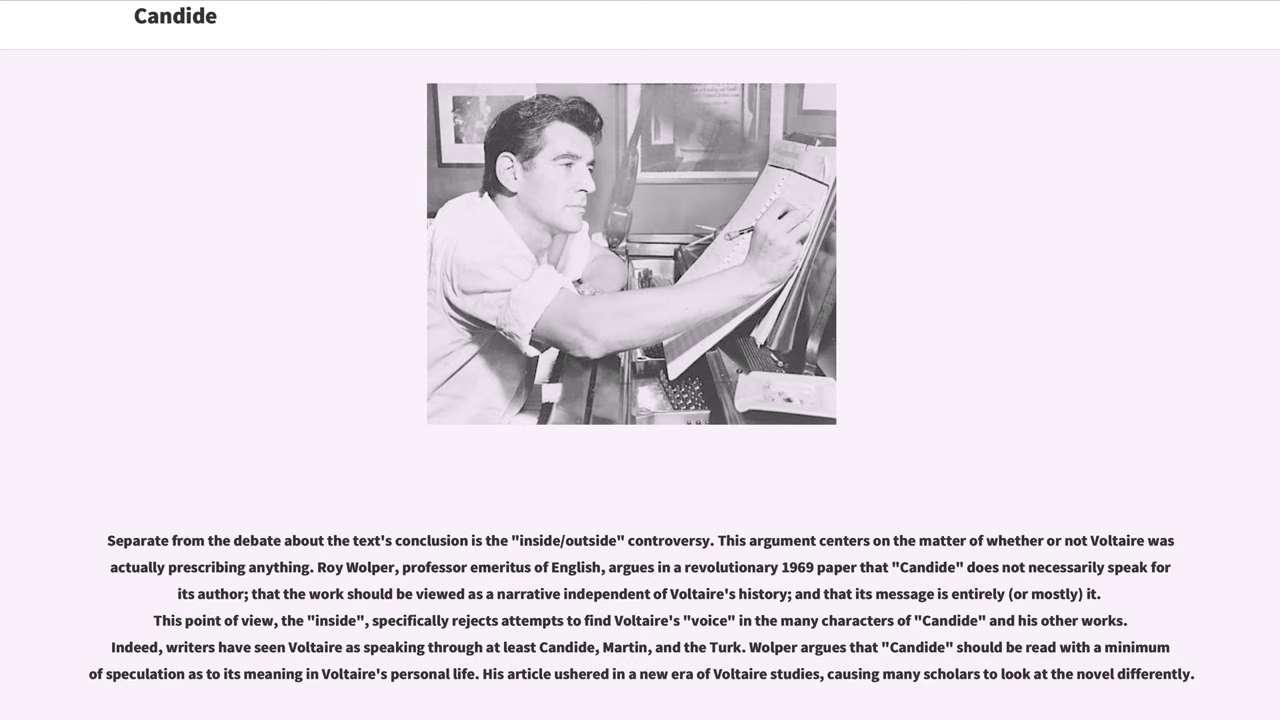 Candide
Separate from the debate about the text's conclusion is the "inside/outside" controversy. This argument centers on the matter of whether or not Voltaire was
actually prescribing anything. Roy Wolper, professor emeritus of English, argues in a revolutionary 1969 paper that "Candide" does not necessarily speak for
its author; that the work should be viewed as a narrative independent of Voltaire's history; and that its message is entirely (or mostly) it.
This point of view, the "inside", specifically rejects attempts to find Voltaire's "voice" in the many characters of "Candide" and his other works.
Indeed, writers have seen Voltaire as speaking through at least Candide, Martin, and the Turk. Wolper argues that "Candide" should be read with a minimum
of speculation as to its meaning in Voltaire's personal life. His article ushered in a new era of Voltaire studies, causing many scholars to look at the novel differently.